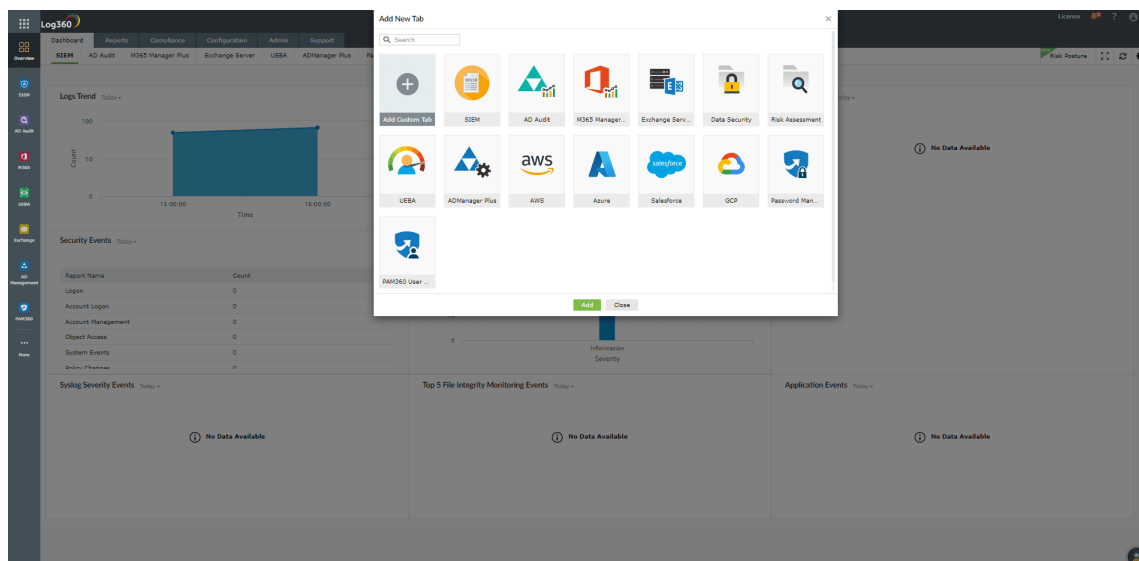 Log360
License
?
Overview
SIEM
AD Audit
M365
UEBA
Exchange
AD
Management
PAM360
More
Dashboard Reports Compliance Configuration Admin Support
SIEM AD Audit M365 Manager Plus Exchange Server UEBA ADManager Plus Pa
Risk Posture
Add New Tab
Search
Add Custom Tab
SIEM
AD Audit
M365 Manager...
Exchange Serv...
Data Security
Risk Assessment
UEBA
ADManager Plus
aws
AWS
Azure
salesforce
Salesforce
GCP
Password Man...
PAM360 User ...
Add Close
Logs Trend Today
100
10
0
Count
15:00:00 16:00:00
Time
No Data Available
Security Events Today
Report Name Count
Logon 0
Account Logon 0
Account Management 0
Object Access 0
System Events 0
Policy Changes 0
0
Information
Severity
Syslog Severity Events Today
No Data Available
Top 5 File Integrity Monitoring Events Today
No Data Available
Application Events Today
No Data Available